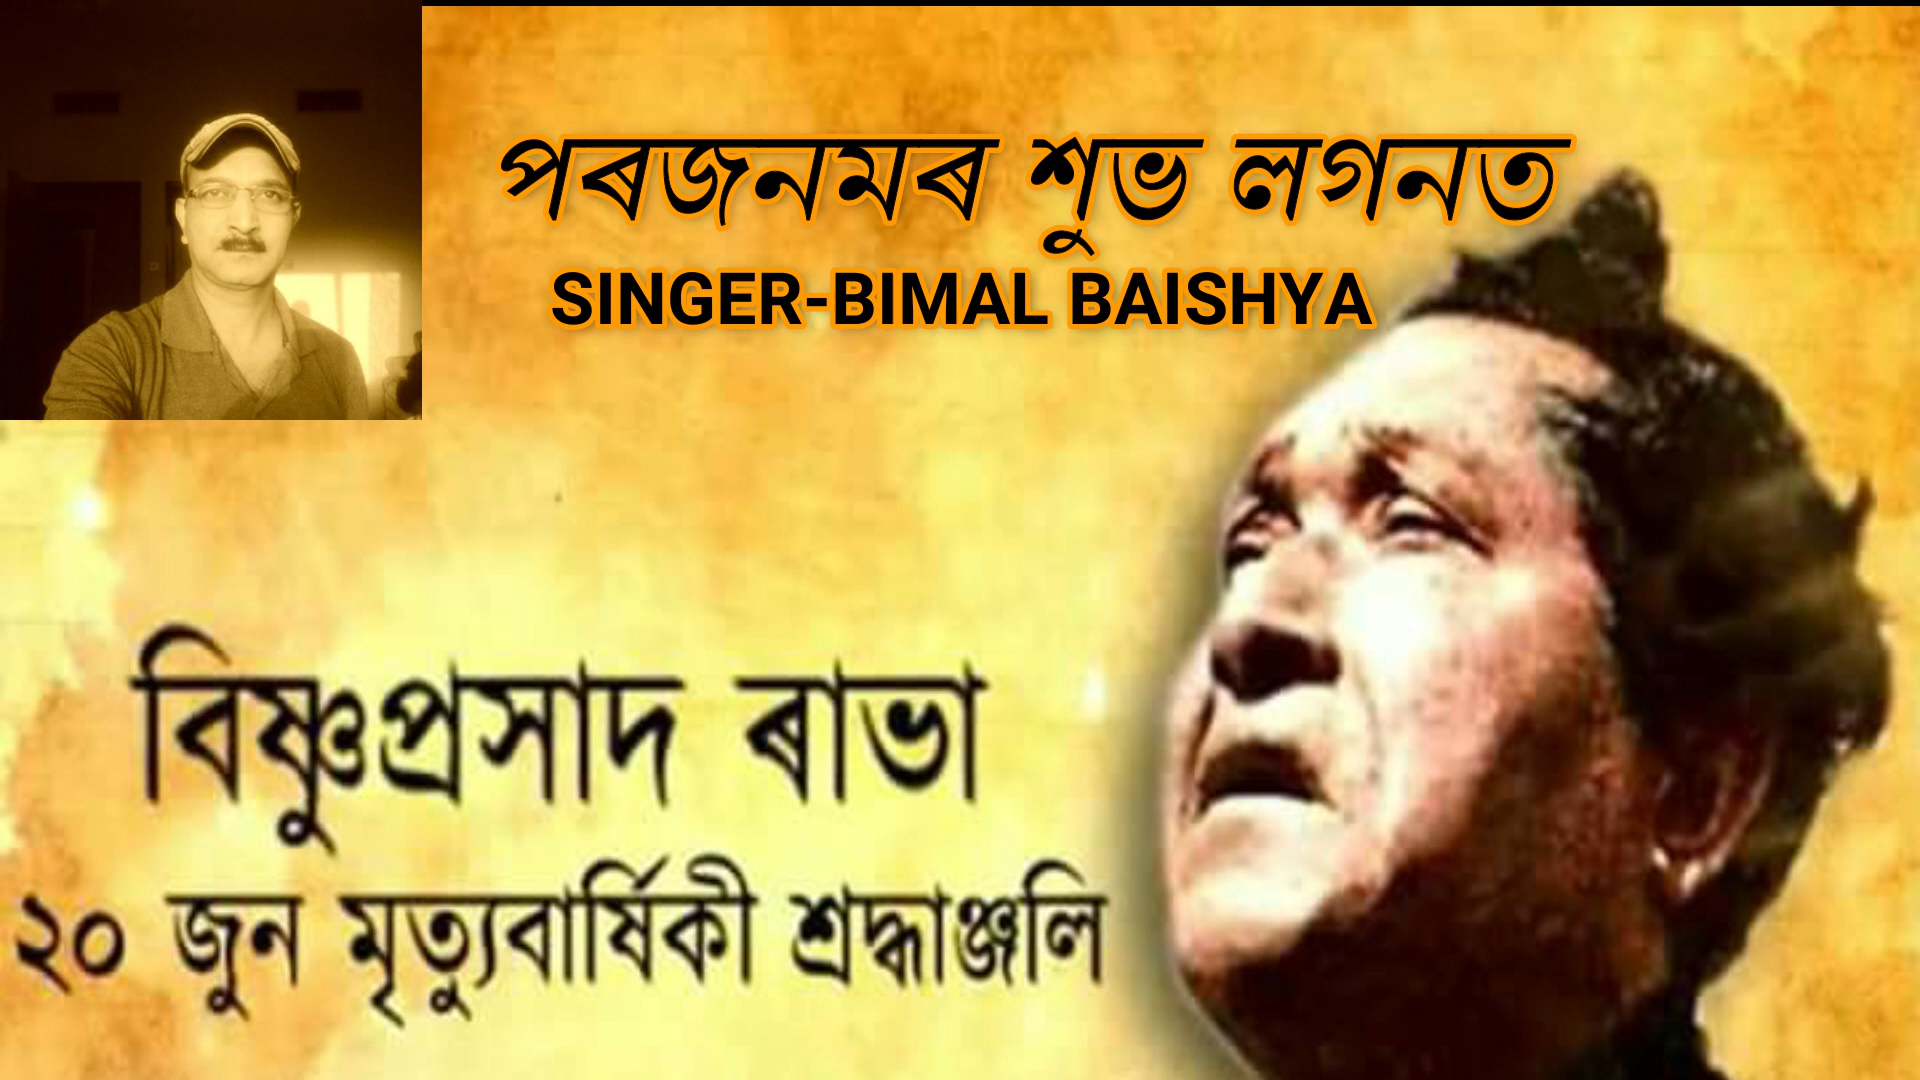 পৰজনমৰ শুভ লগনত
SINGER-BIMAL BAISHYA
বিষ্ণুপ্ৰসাদ ৰাভা
২০ জুন মৃত্যুবাৰ্ষিকী শ্ৰদ্ধাঞ্জলি